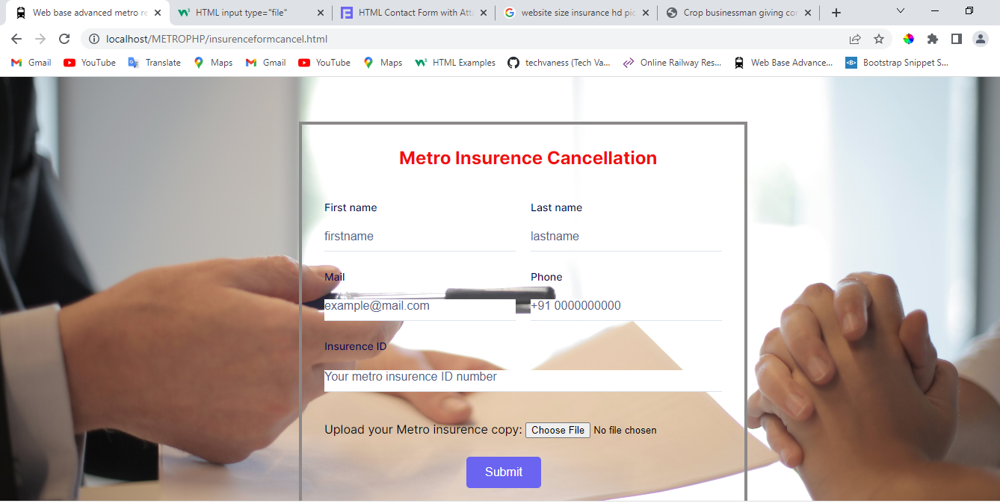 Web base advanced metro re
HTML input type="file"
HTML Contact Form with Atta
website size insurance hd pic
Crop businessman giving cor
localhost/METROPHP/insurenceformcancel.html
Gmail YouTube Translate Maps Gmail YouTube Maps HTML Examples techvaness (Tech Va... Online Railway Res... Web Base Advance... Bootstrap Snippet S...
Metro Insurence Cancellation
First name Last name
firstname lastname
Mail Phone
example@mail.com +91 0000000000
Insurence ID
Your metro insurence ID number
Upload your Metro insurence copy: Choose File No file chosen
Submit